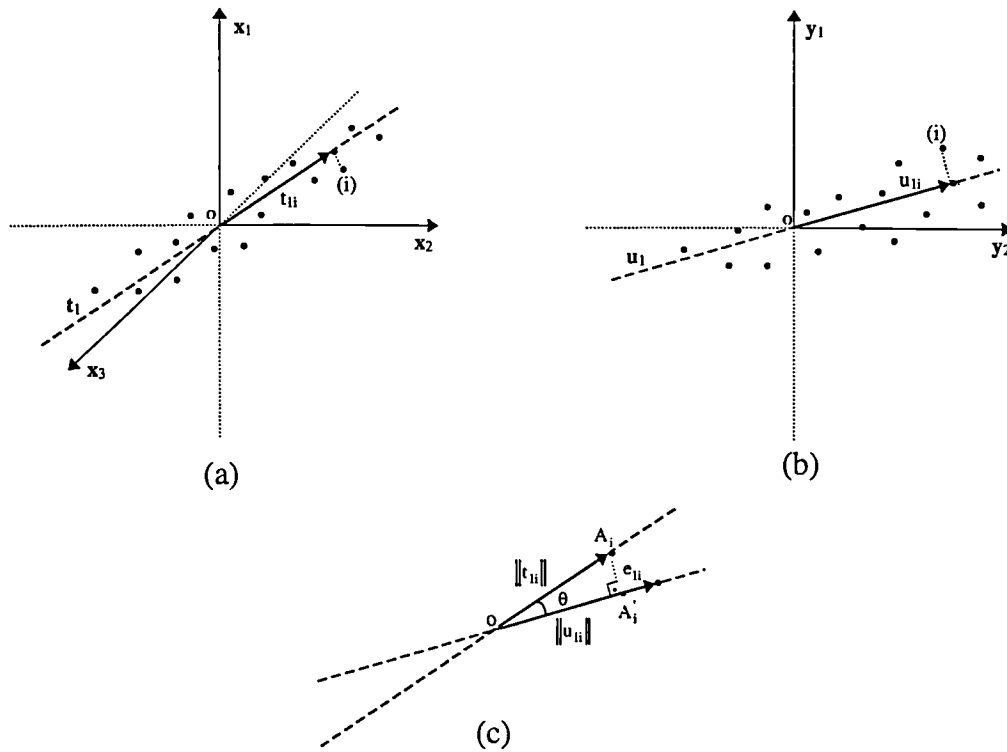 x₁
o
x₂
x₃
t₁
t₁ᵢ
(i)
(a)
y₁
o
y₂
u₁
u₁ᵢ
(i)
(b)
Aᵢ
‖t₁ᵢ‖
e₁ᵢ
θ
o
A'ᵢ
‖u₁ᵢ‖
(c)